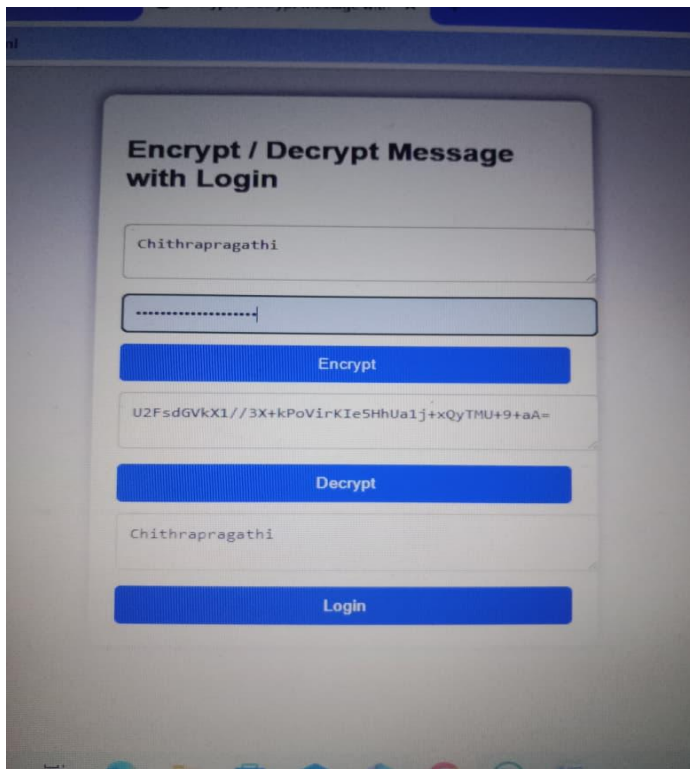 Encrypt / Decrypt Message
with Login
Chithrapragathi
Encrypt
U2FsdGVkX1//3X+kPoVirKIe5HhUa1j+xQyTMU+9+aA=
Decrypt
Chithrapragathi
Login